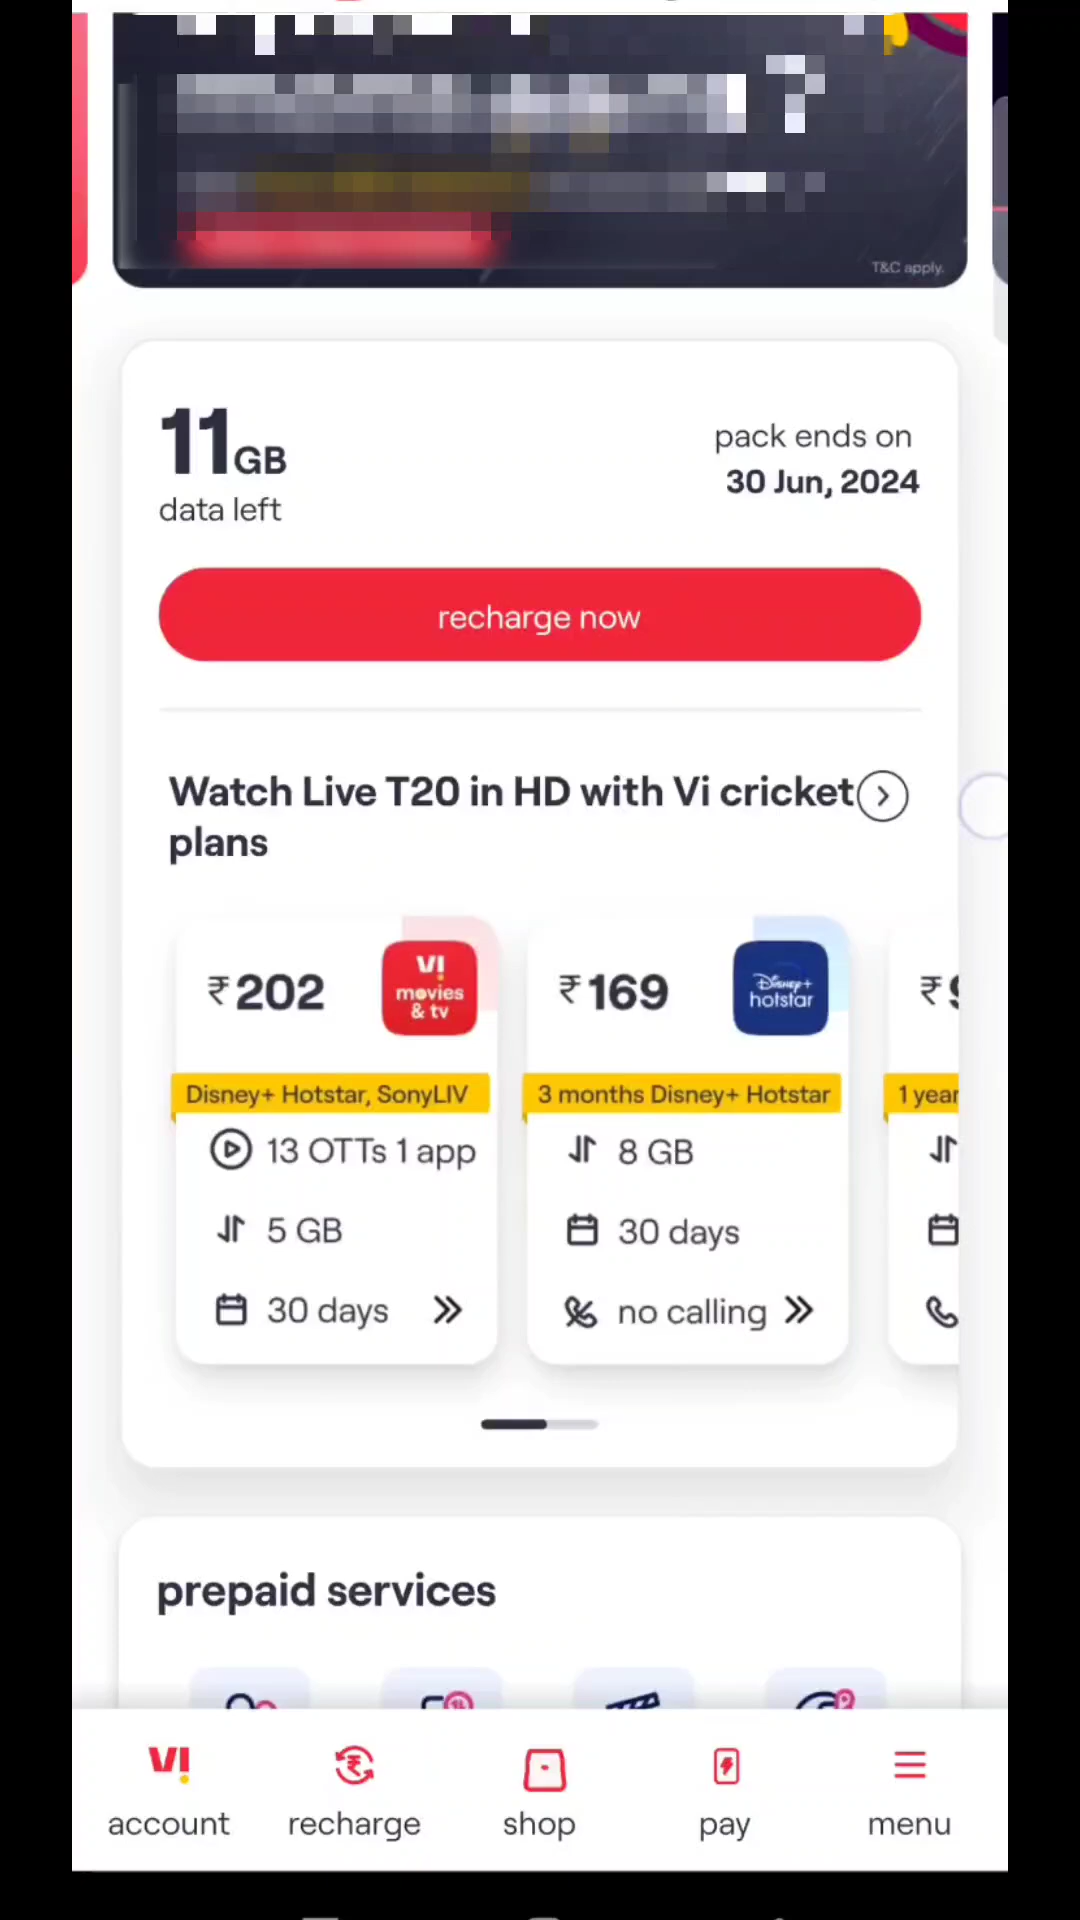 T&C apply.
11GB
data left
pack ends on
30 Jun, 2024
recharge now
Watch Live T20 in HD with Vi cricket
plans
₹202
VI
movies
& tv
Disney+ Hotstar, SonyLIV
13 OTTs 1 app
5 GB
30 days
₹169
Disney+
hotstar
3 months Disney+ Hotstar
8 GB
30 days
no calling
₹
1 year
prepaid services
VI
account
recharge
shop
pay
menu